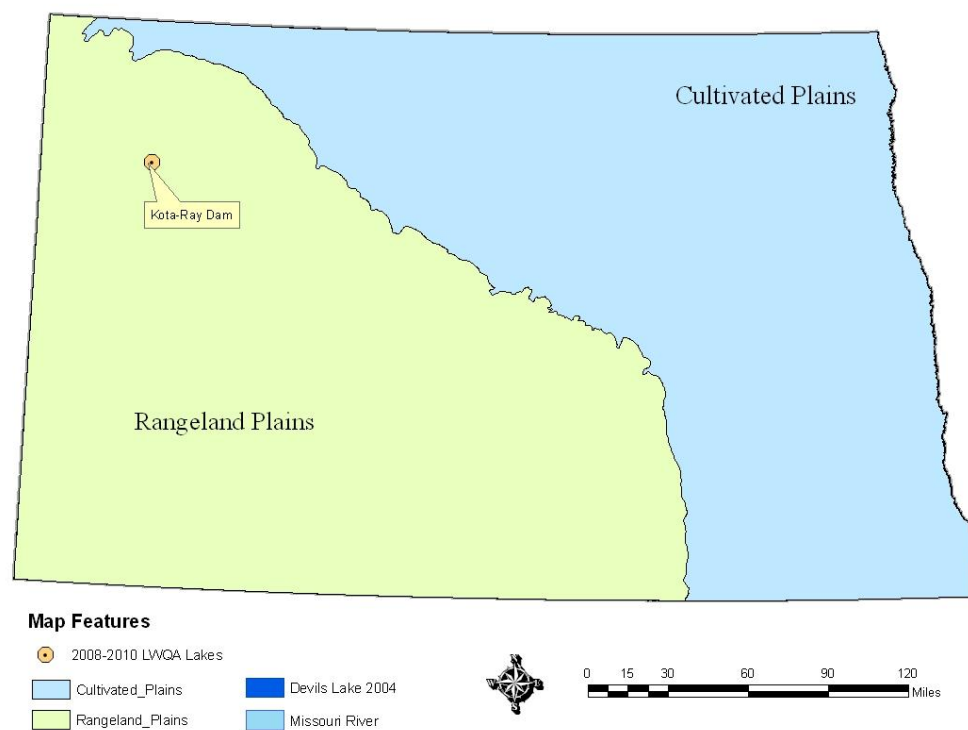 Cultivated Plains
Kota-Ray Dam
Rangeland Plains
Map Features
2008-2010 LWQA Lakes
Cultivated_Plains
Devils Lake 2004
Rangeland_Plains
Missouri River
0 15 30 60 90 120
Miles